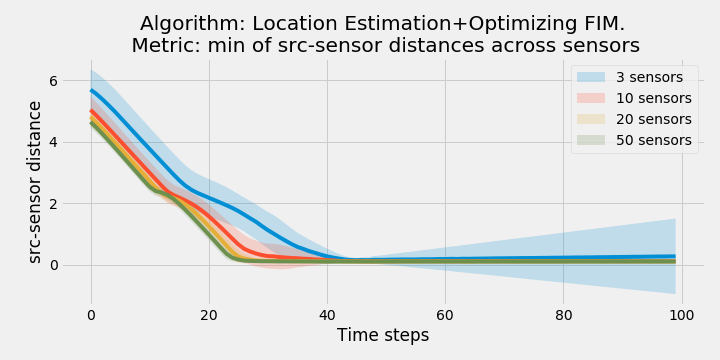 Algorithm: Location Estimation+Optimizing FIM.
Metric: min of src-sensor distances across sensors
3 sensors
10 sensors
20 sensors
50 sensors
src-sensor distance
6
4
2
0
0 20 40 60 80 100
Time steps